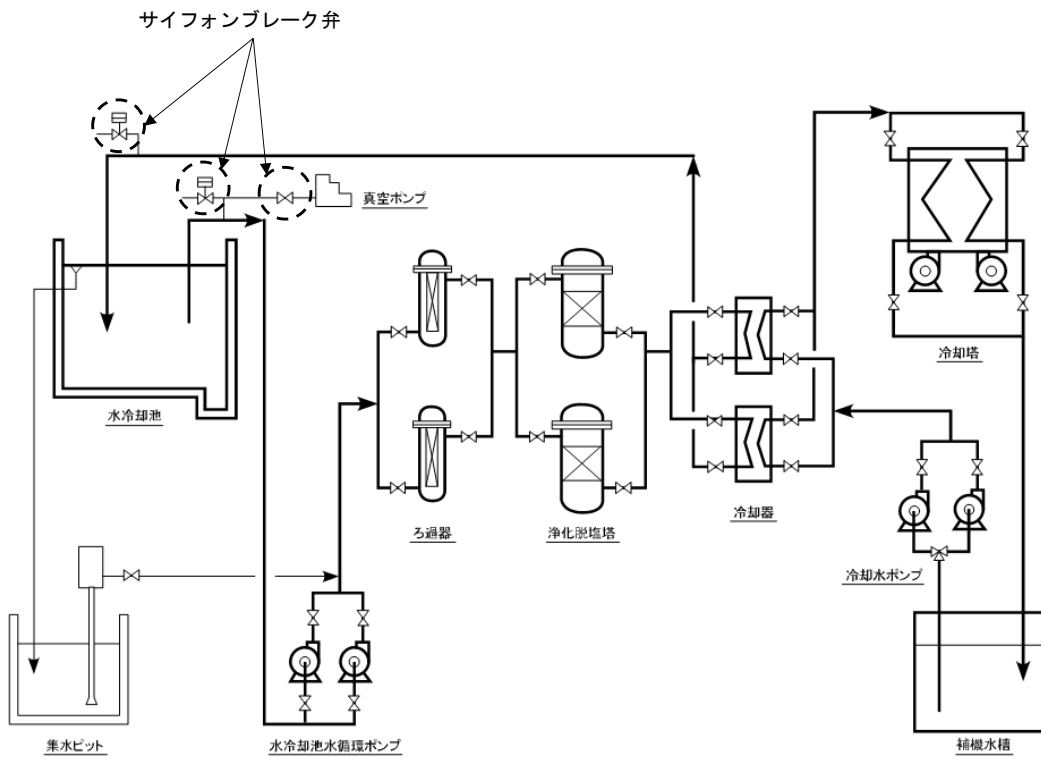 サイフォンブレーク弁
真空ポンプ
水冷却池
冷却塔
ろ過器
浄化脱塩塔
冷却器
冷却水ポンプ
集水ピット
水冷却池水循環ポンプ
補機水槽